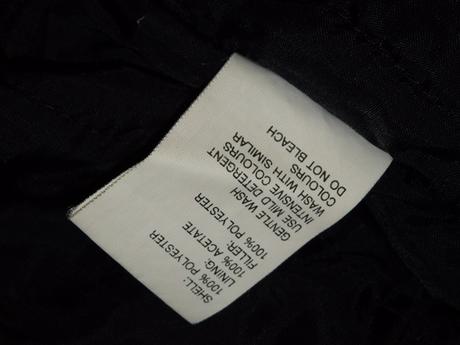 SHELL:
100% POLYESTER
LINING:
100% ACETATE
FILLER:
100% POLYESTER
GENTLE WASH
USE MILD DETERGENT
INTENSIVE COLOURS
WASH WITH SIMILAR
COLOURS
DO NOT BLEACH